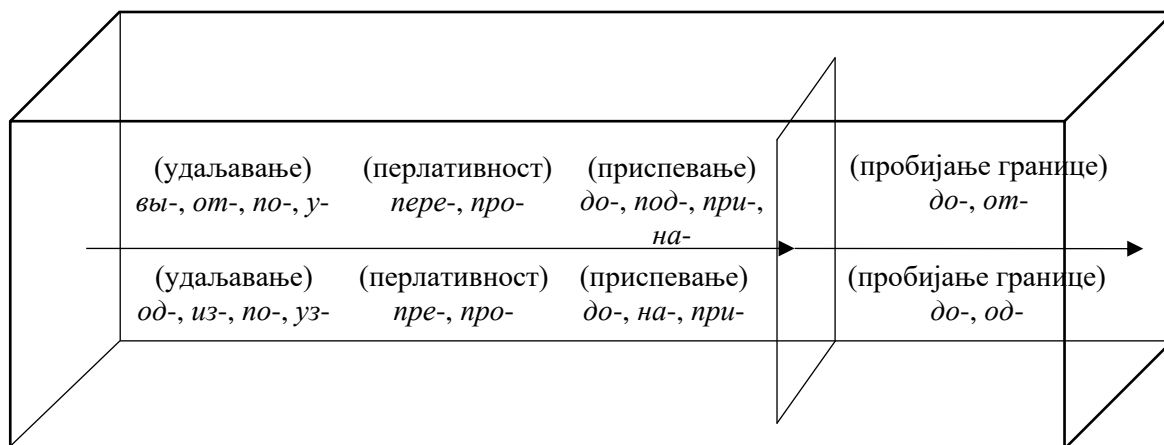 (удаљавање) (перлативност) (приспевање) (пробијање границе)
вы-, от-, по-, у- пере-, про- до-, под-, при-, до-, от-
на-
(удаљавање) (перлативност) (приспевање) (пробијање границе)
од-, из-, по-, уз- пре-, про- до-, на-, при- до-, од-